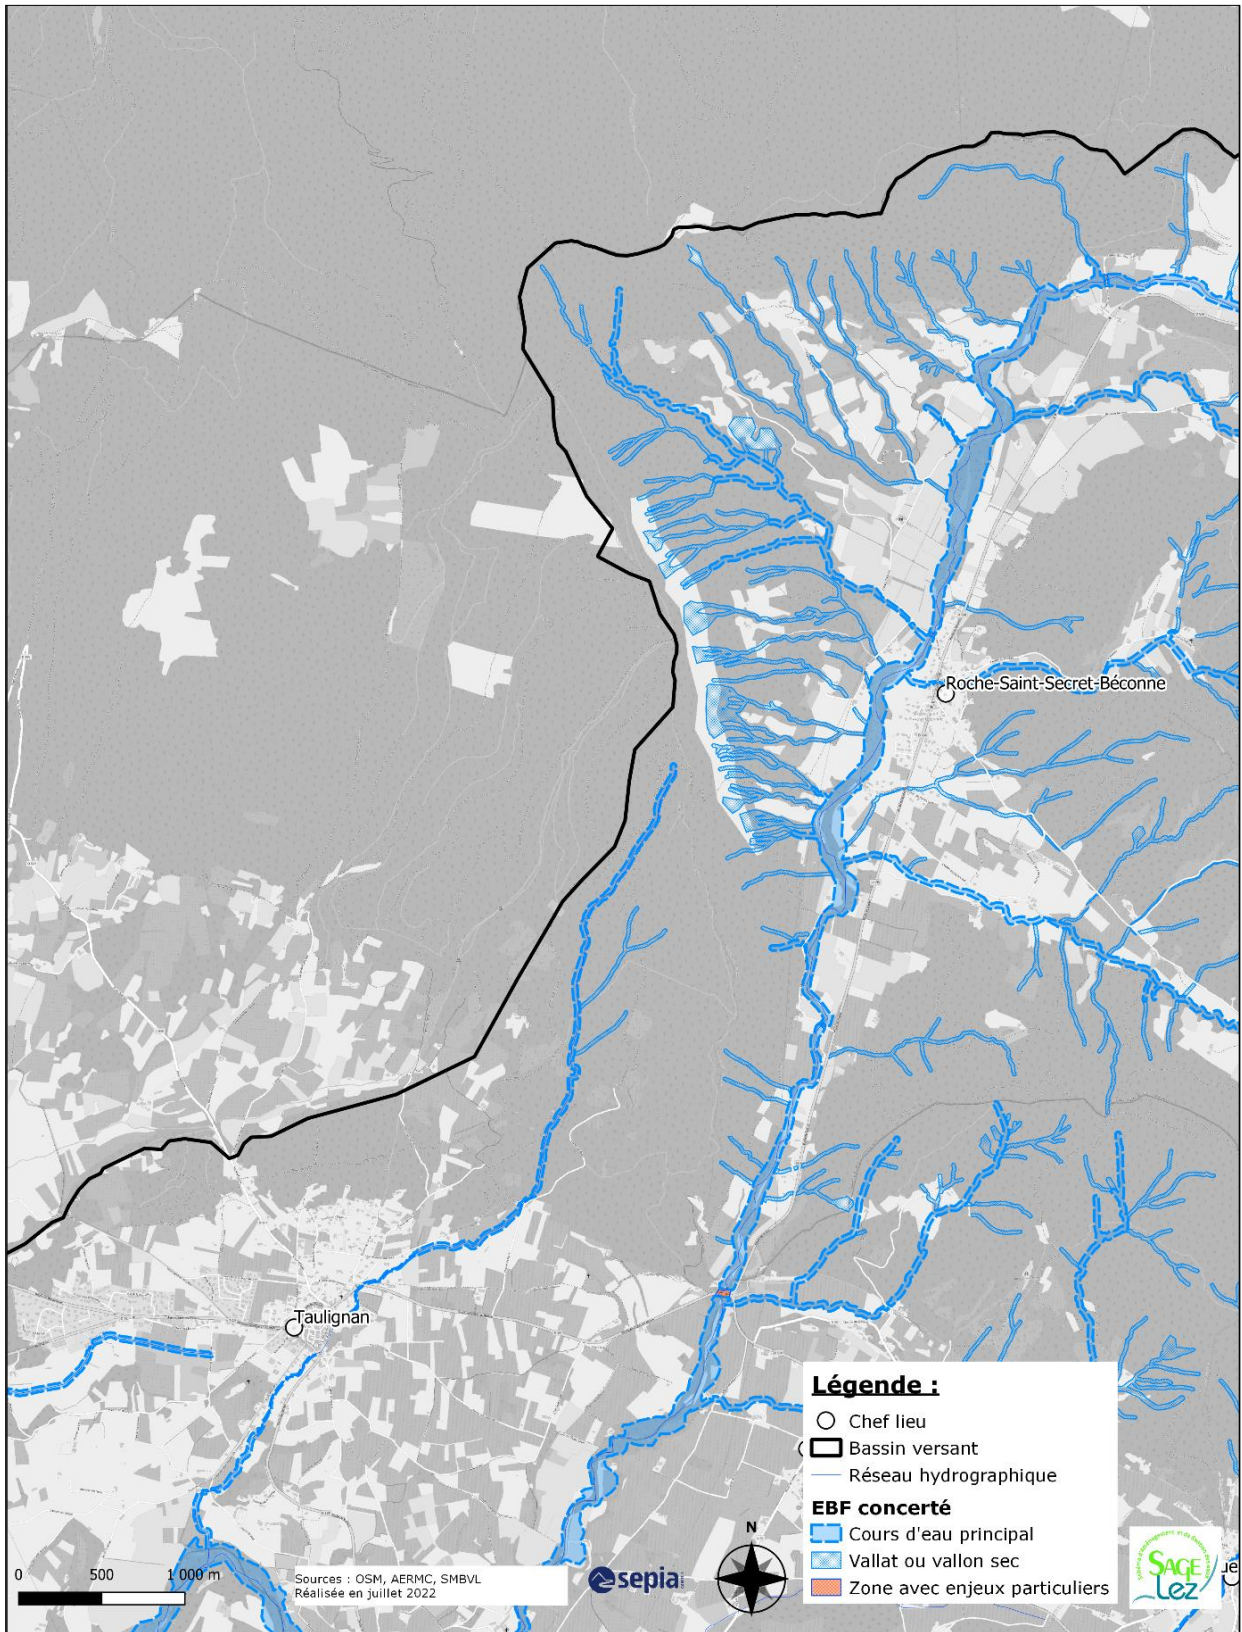 Roche-Saint-Secret-Béconne
Taulignan
Légende :
Chef lieu
Bassin versant
Réseau hydrographique
EBF concerté
Cours d'eau principal
Vallat ou vallon sec
Zone avec enjeux particuliers
N
0 500 1 000 m
Sources : OSM, AERMC, SMBVL
Réalisée en juillet 2022
sepia
SAGE
Lez